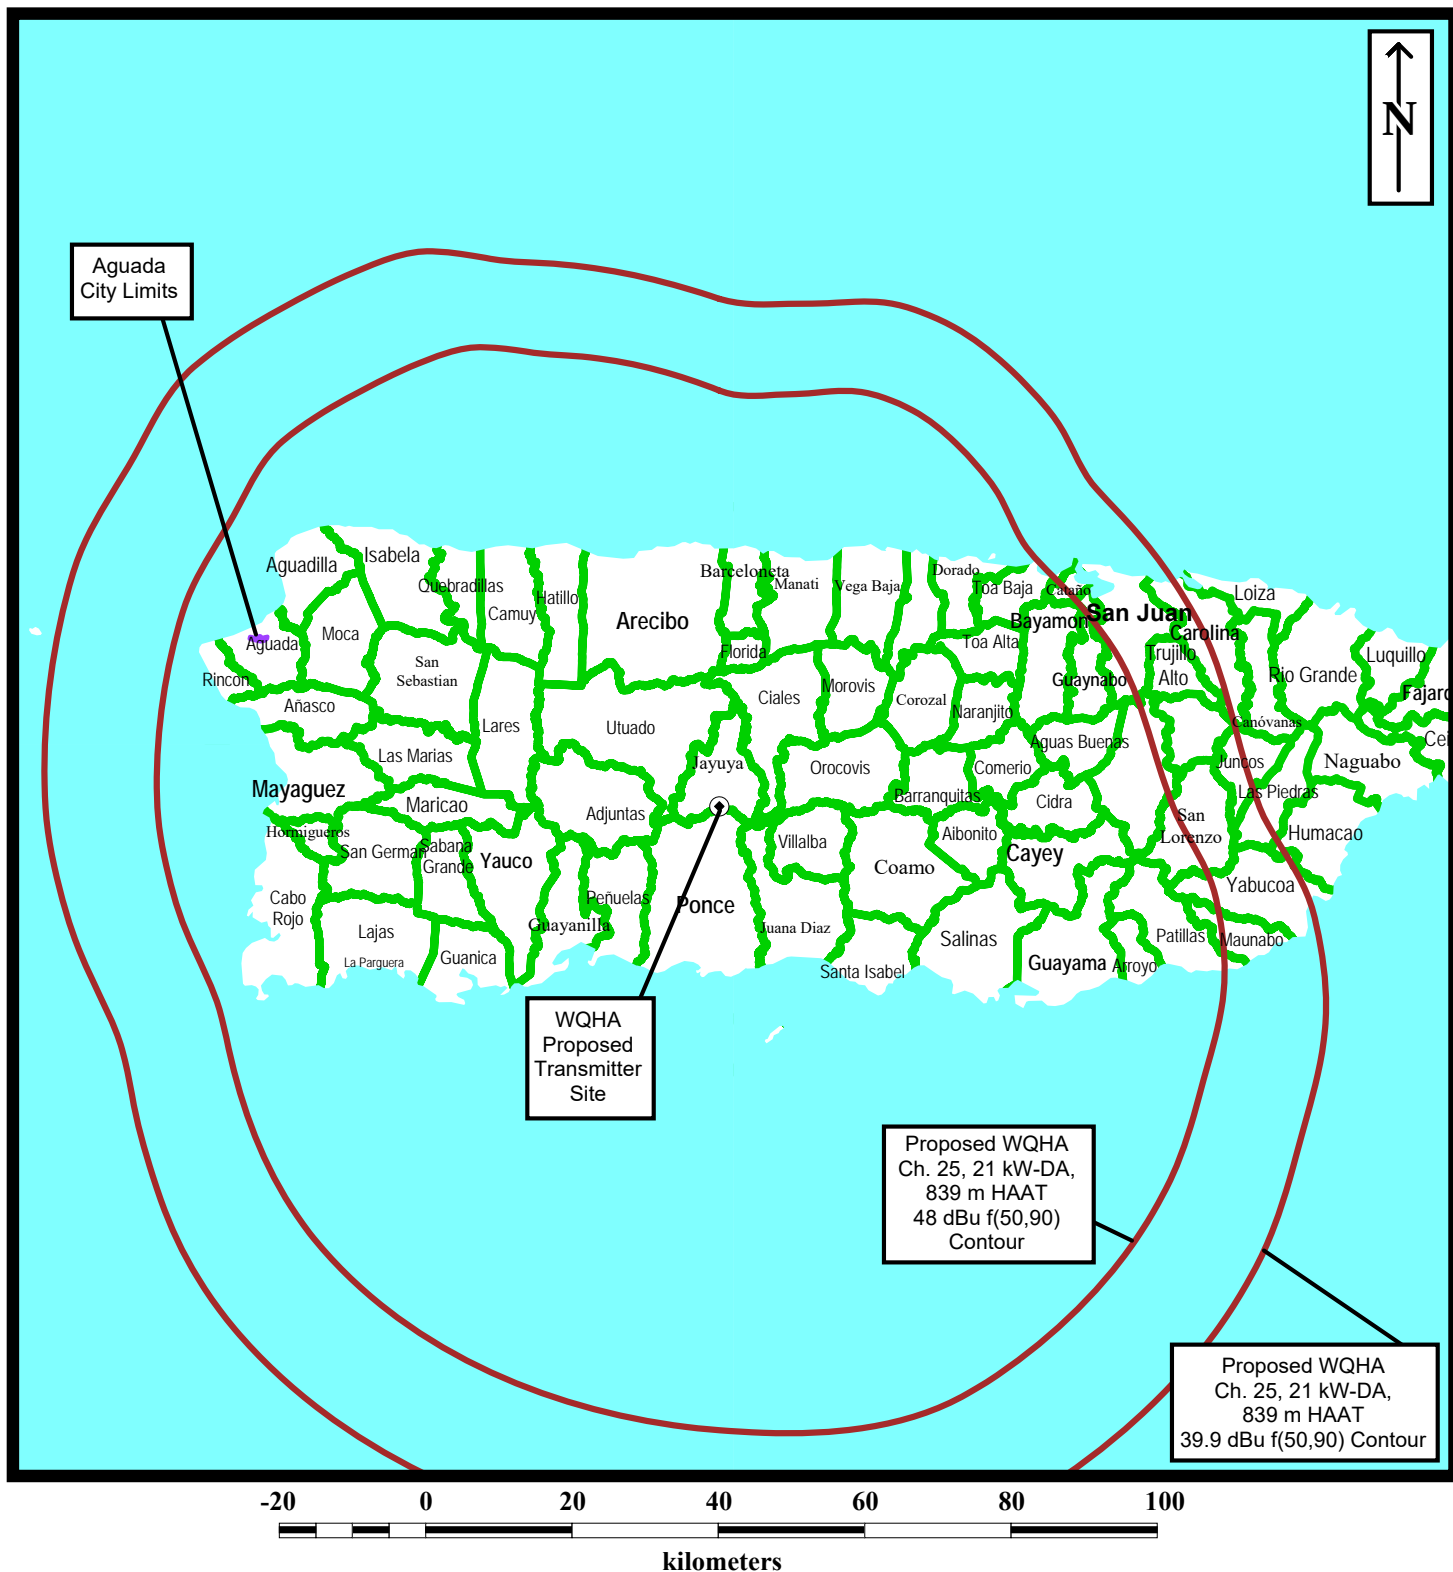 N
Aguada
City Limits
Aguadilla
Isabela
Quebradillas
Camuy
Hatillo
Arecibo
Barceloneta
Manati
Vega Baja
Dorado
Toa Baja
Cataño
San Juan
Loiza
Bayamon
Carolina
Toa Alta
Trujillo
Alto
Luquillo
Rio Grande
Fajard
Aguada
Moca
San
Sebastian
Florida
Rincon
Añasco
Lares
Utuado
Ciales
Morovis
Corozal
Naranjito
Guaynabo
Canóvanas
Cei
Las Marias
Aguas Buenas
Jayuya
Orocovis
Comerio
Juncos
Naguabo
Mayaguez
Maricao
Adjuntas
Barranquitas
Cidra
Las Piedras
Hormigueros
San German
Sabana
Grande
Yauco
Villalba
Aibonito
San
Lorenzo
Humacao
Coamo
Cayey
Cabo
Rojo
Peñuelas
Ponce
Yabucoa
Lajas
Guayanilla
Juana Diaz
Salinas
Patillas
Maunabo
La Parguera
Guanica
Santa Isabel
Guayama
Arroyo
WQHA
Proposed
Transmitter
Site
Proposed WQHA
Ch. 25, 21 kW-DA,
839 m HAAT
48 dBu f(50,90)
Contour
Proposed WQHA
Ch. 25, 21 kW-DA,
839 m HAAT
39.9 dBu f(50,90) Contour
-20 0 20 40 60 80 100
kilometers